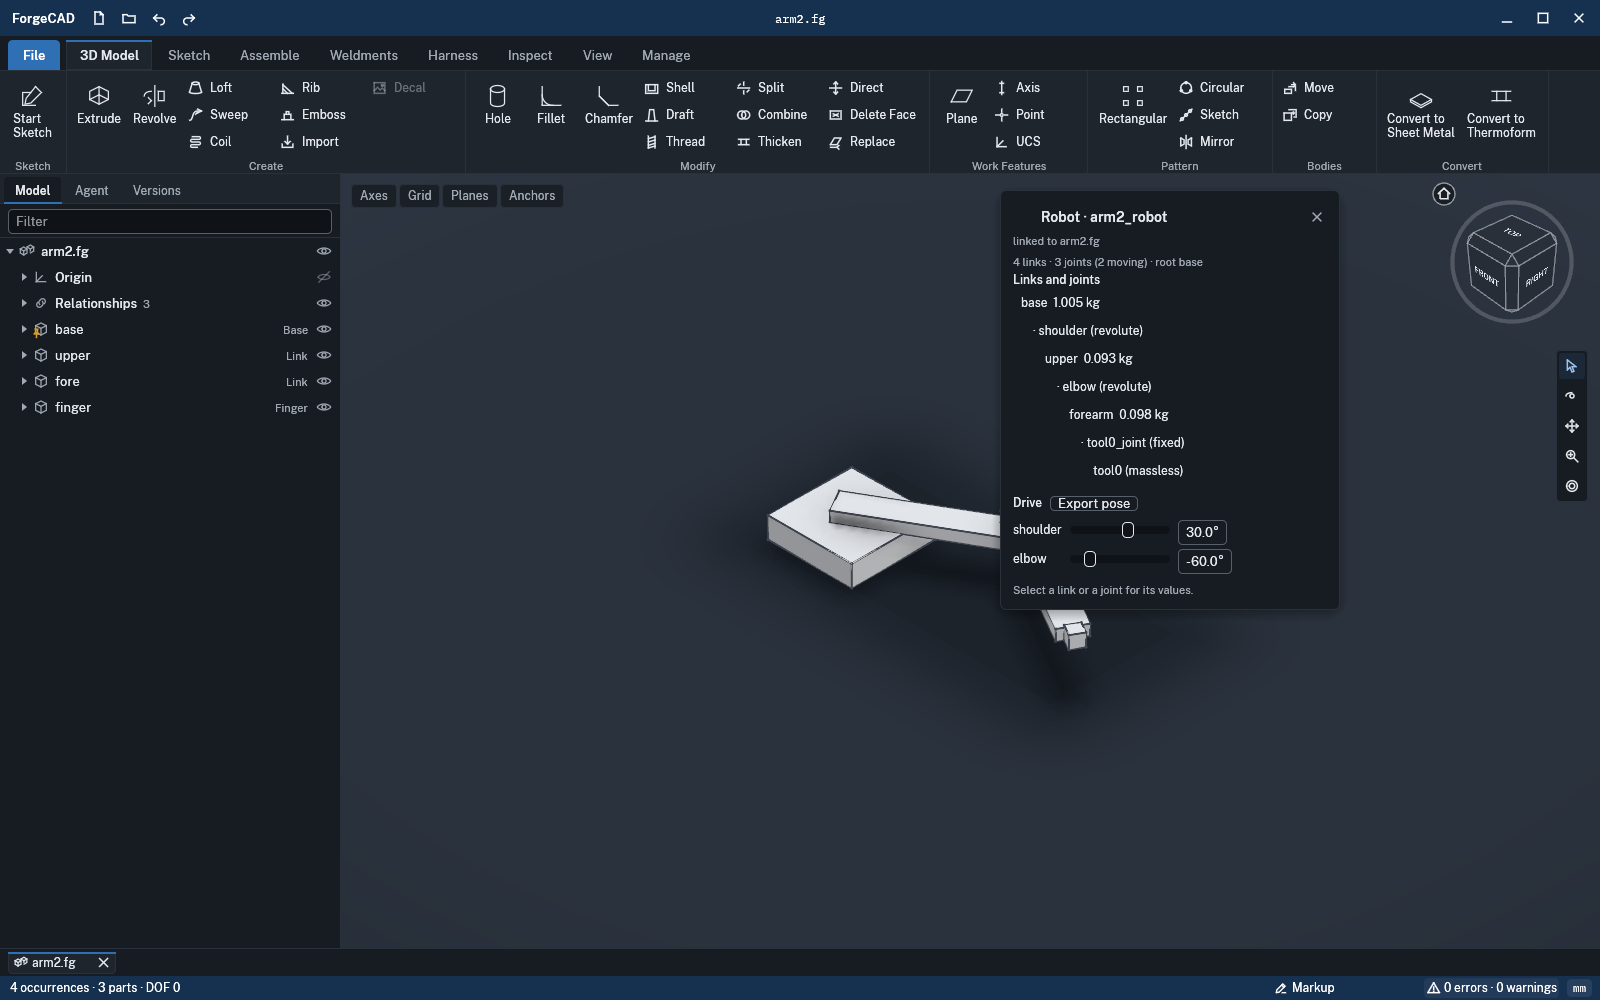 ForgeCAD
arm2.fg
File
3D Model
Sketch
Assemble
Weldments
Harness
Inspect
View
Manage
Start Sketch
Extrude
Revolve
Loft
Sweep
Coil
Rib
Emboss
Import
Decal
Hole
Fillet
Chamfer
Shell
Draft
Thread
Split
Combine
Thicken
Direct
Delete Face
Replace
Plane
Axis
Point
UCS
Rectangular
Circular
Sketch
Mirror
Move
Copy
Convert to Sheet Metal
Convert to Thermoform
Sketch
Create
Modify
Work Features
Pattern
Bodies
Convert
Model
Agent
Versions
Filter
arm2.fg
Origin
Relationships 3
base Base
upper Link
fore Link
finger Finger
Axes
Grid
Planes
Anchors
Robot · arm2_robot
linked to arm2.fg
4 links · 3 joints (2 moving) · root base
Links and joints
base 1.005 kg
· shoulder (revolute)
upper 0.093 kg
· elbow (revolute)
forearm 0.098 kg
· tool0_joint (fixed)
tool0 (massless)
Drive Export pose
shoulder 30.0°
elbow -60.0°
Select a link or a joint for its values.
TOP
FRONT
RIGHT
arm2.fg
4 occurrences · 3 parts · DOF 0
Markup
0 errors · 0 warnings
mm